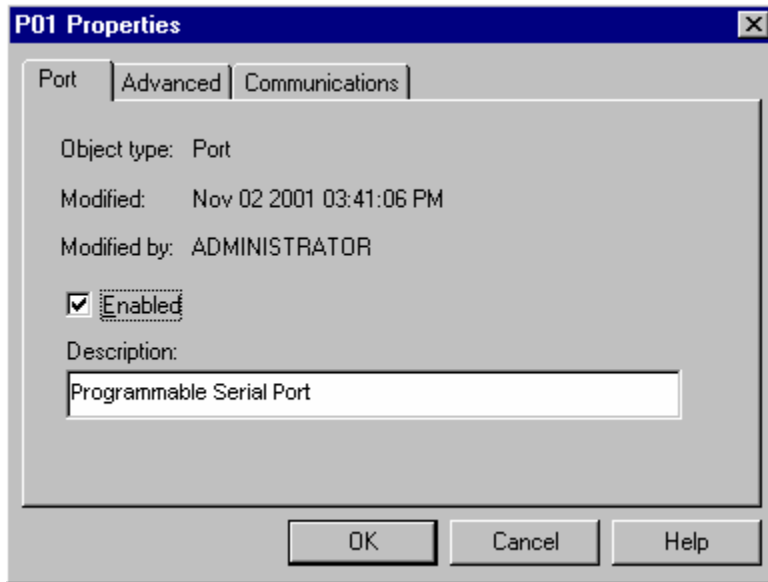 P01 Properties
Port Advanced Communications
Object type: Port
Modified: Nov 02 2001 03:41:06 PM
Modified by: ADMINISTRATOR
Enabled
Description:
Programmable Serial Port
OK Cancel Help